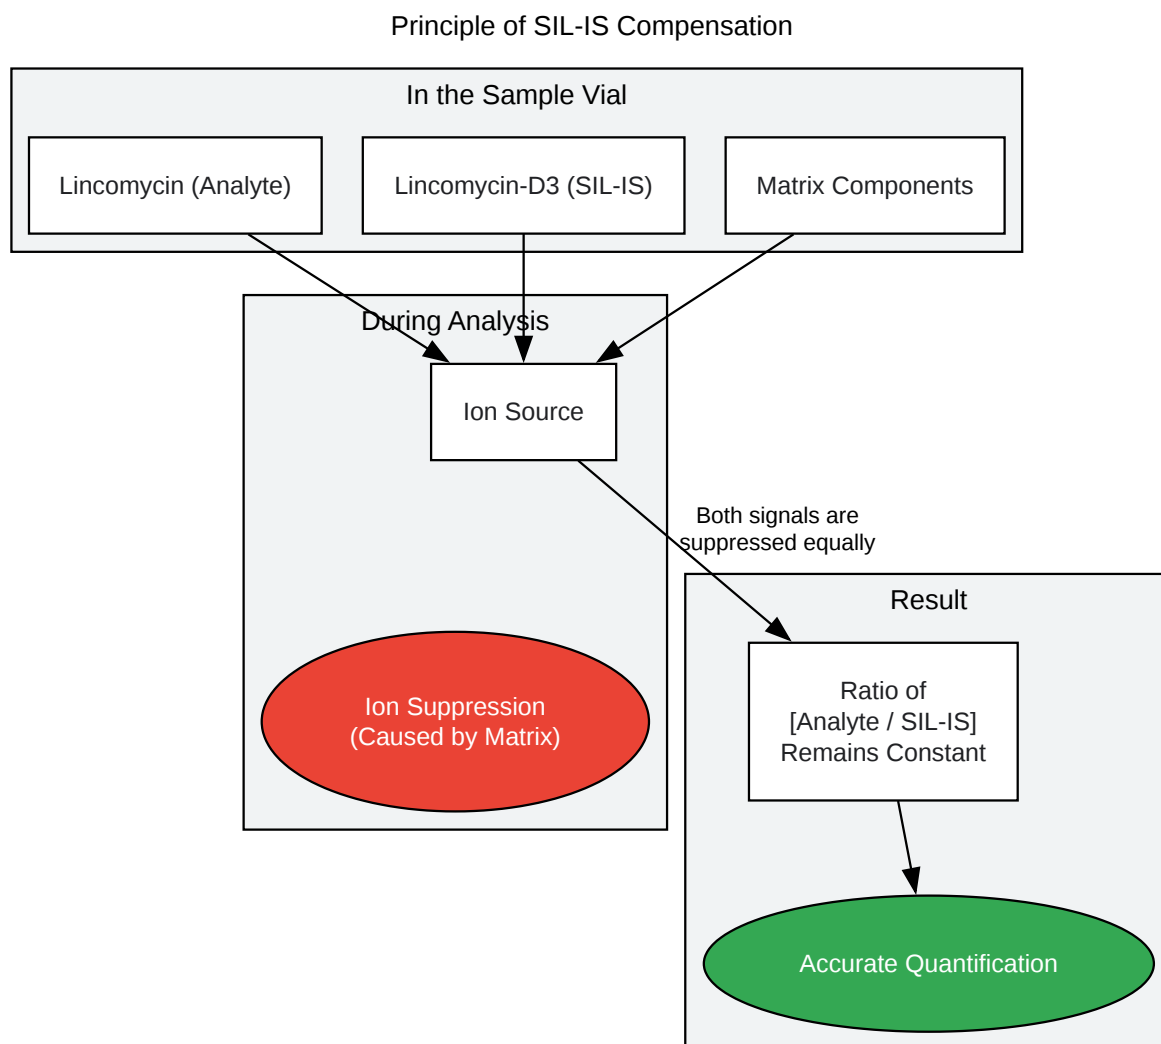 Principle of SIL-IS Compensation
In the Sample Vial
Lincomycin (Analyte)
Lincomycin-D3 (SIL-IS)
Matrix Components
During Analysis
Ion Source
Both signals are
suppressed equally
Result
Ion Suppression
(Caused by Matrix)
Ratio of
[Analyte / SIL-IS]
Remains Constant
Accurate Quantification